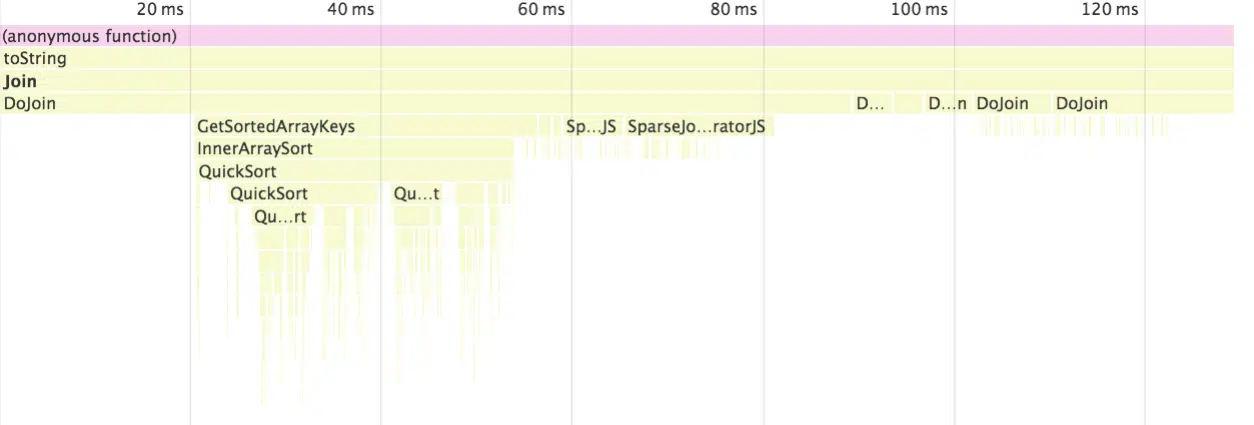 20 ms 40 ms 60 ms 80 ms 100 ms 120 ms
(anonymous function)
toString
Join
DoJoin D... D...n DoJoin DoJoin
GetSortedArrayKeys Sp...JS SparseJo...ratorJS
InnerArraySort
QuickSort
QuickSort Qu...t
Qu...rt